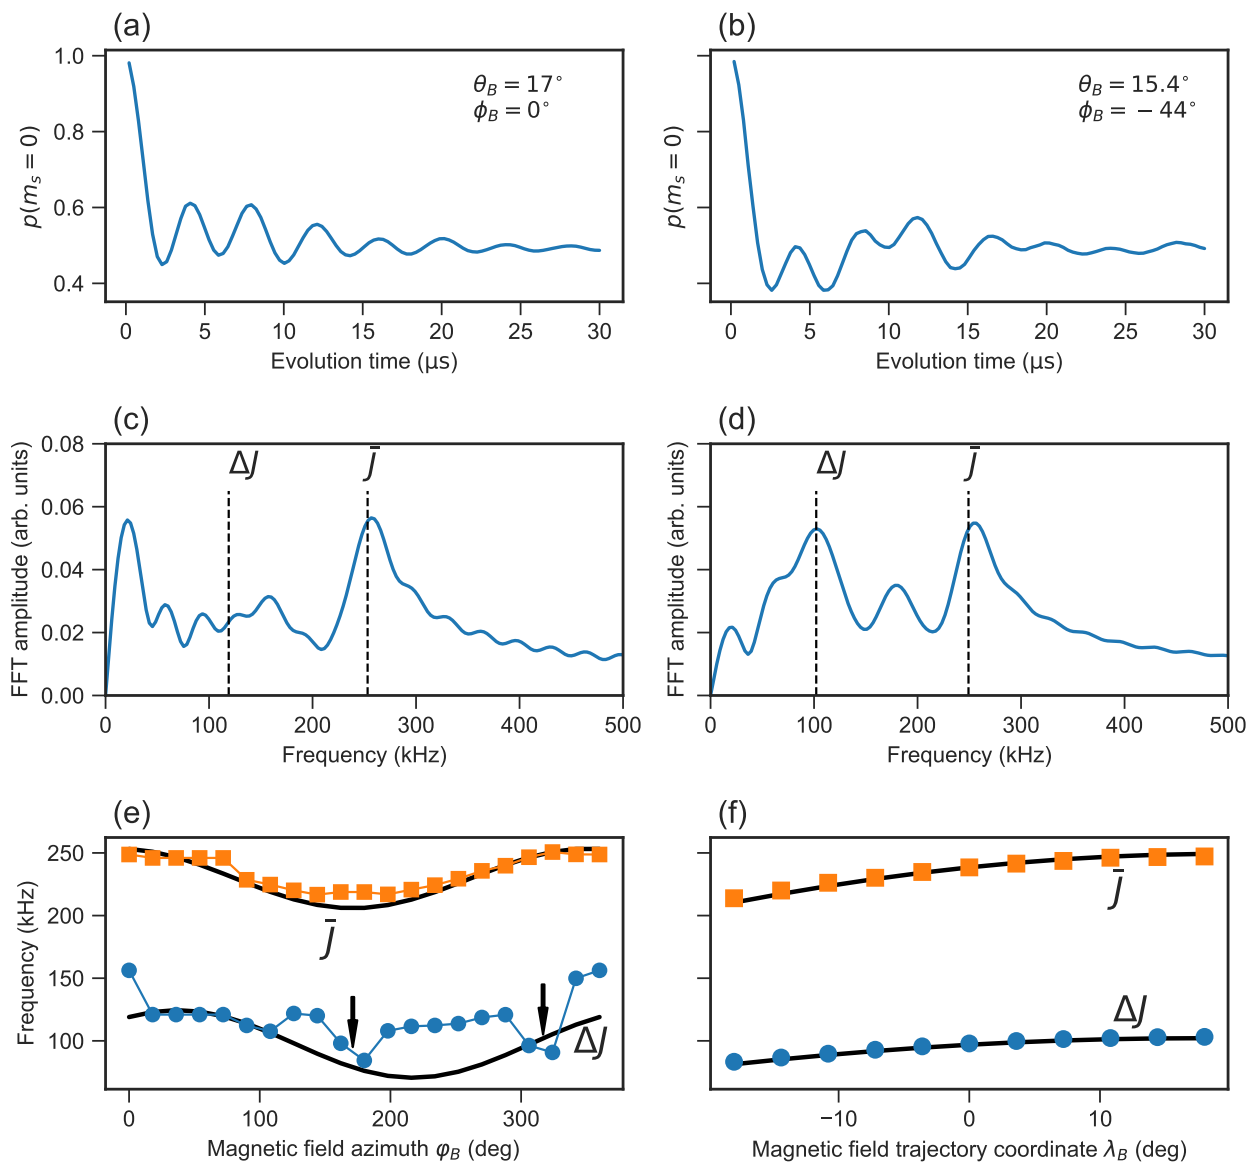 (a)
(b)
1.0
0.8
0.6
0.4
p(m_s = 0)
θ_B = 17°
ϕ_B = 0°
0 5 10 15 20 25 30
Evolution time (µs)
p(m_s = 0)
θ_B = 15.4°
ϕ_B = −44°
0 5 10 15 20 25 30
Evolution time (µs)
(c)
(d)
0.08
0.06
0.04
0.02
0.00
FFT amplitude (arb. units)
ΔJ
J̄
0 100 200 300 400 500
Frequency (kHz)
FFT amplitude (arb. units)
ΔJ
J̄
0 100 200 300 400 500
Frequency (kHz)
(e)
(f)
250
200
150
100
Frequency (kHz)
J̄
ΔJ
0 100 200 300
Magnetic field azimuth φ_B (deg)
J̄
ΔJ
−10 0 10
Magnetic field trajectory coordinate λ_B (deg)